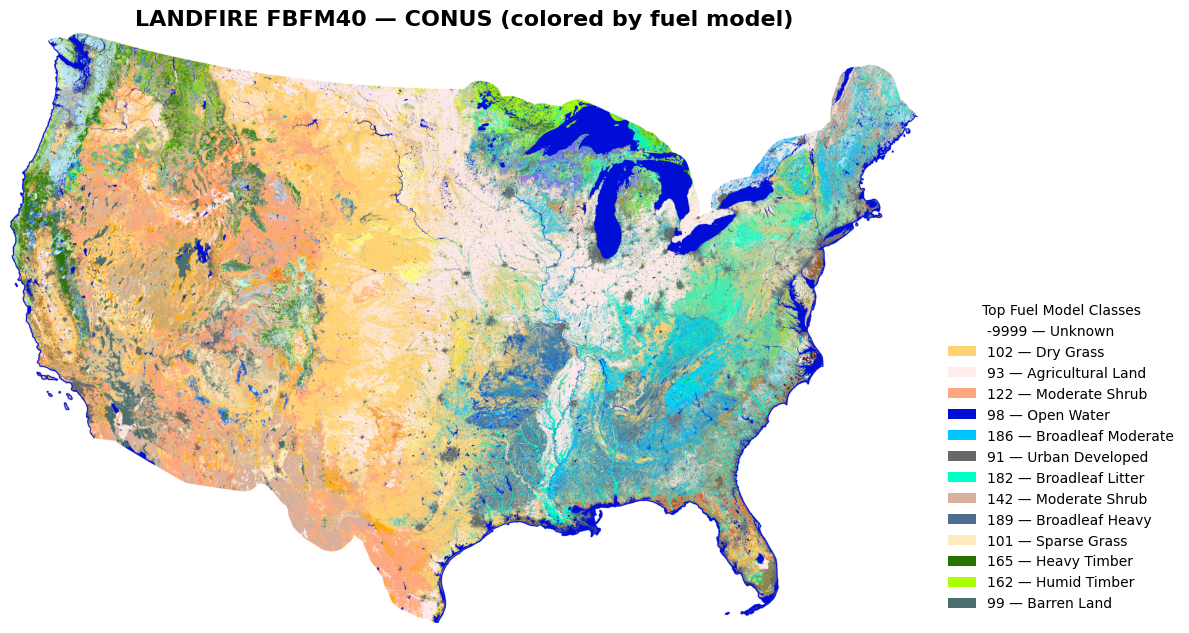 LANDFIRE FBFM40 — CONUS (colored by fuel model)
Top Fuel Model Classes
-9999 — Unknown
102 — Dry Grass
93 — Agricultural Land
122 — Moderate Shrub
98 — Open Water
186 — Broadleaf Moderate
91 — Urban Developed
182 — Broadleaf Litter
142 — Moderate Shrub
189 — Broadleaf Heavy
101 — Sparse Grass
165 — Heavy Timber
162 — Humid Timber
99 — Barren Land